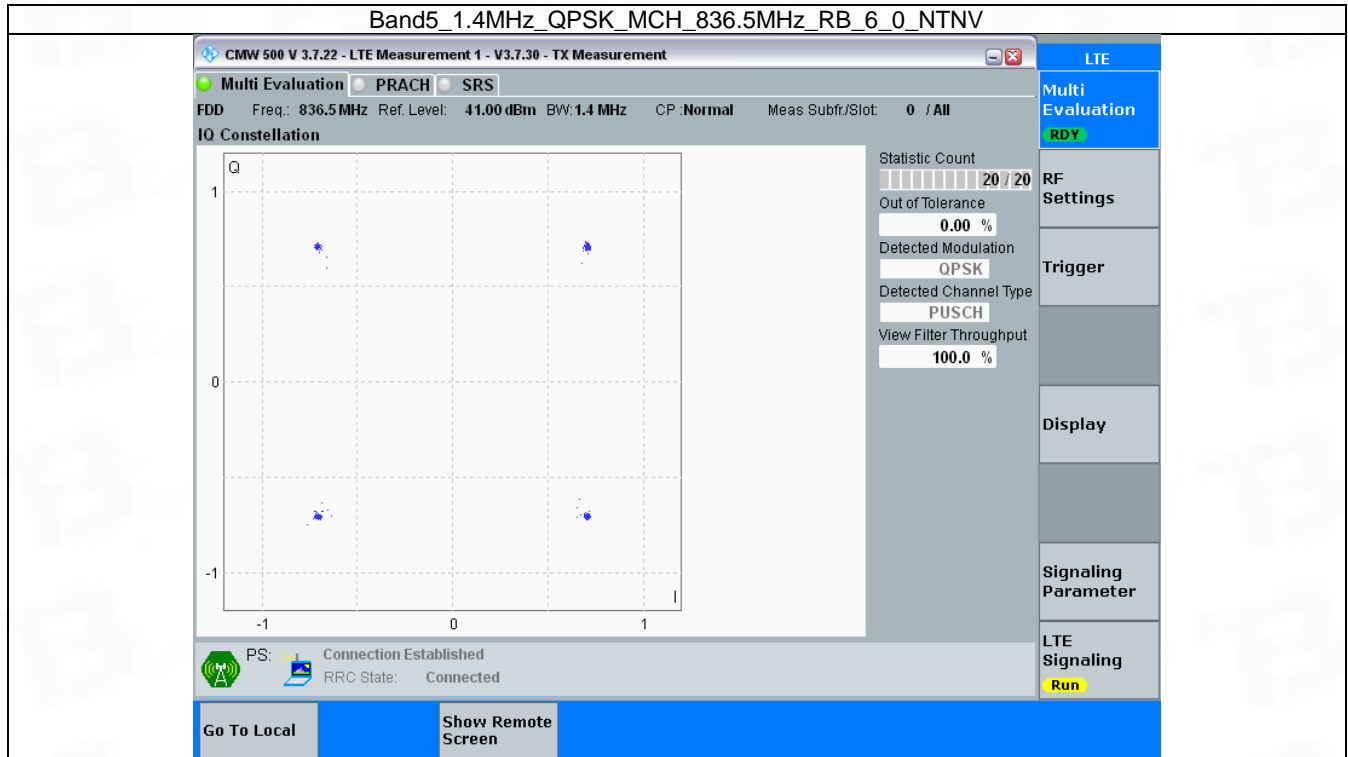 Band5_1.4MHz_QPSK_MCH_836.5MHz_RB_6_0_NTNV
CMW 500 V 3.7.22 - LTE Measurement 1 - V3.7.30 - TX Measurement
Multi Evaluation PRACH SRS
FDD Freq.: 836.5 MHz Ref. Level: 41.00 dBm BW: 1.4 MHz CP :Normal Meas Subfr./Slot: 0 / All
IQ Constellation
Q
1
0
-1
I
-1 0 1
Statistic Count
20 / 20
Out of Tolerance
0.00 %
Detected Modulation
QPSK
Detected Channel Type
PUSCH
View Filter Throughput
100.0 %
PS: Connection Established
RRC State: Connected
LTE
Multi
Evaluation
RDY
RF
Settings
Trigger
Display
Signaling
Parameter
LTE
Signaling
Run
Go To Local
Show Remote
Screen